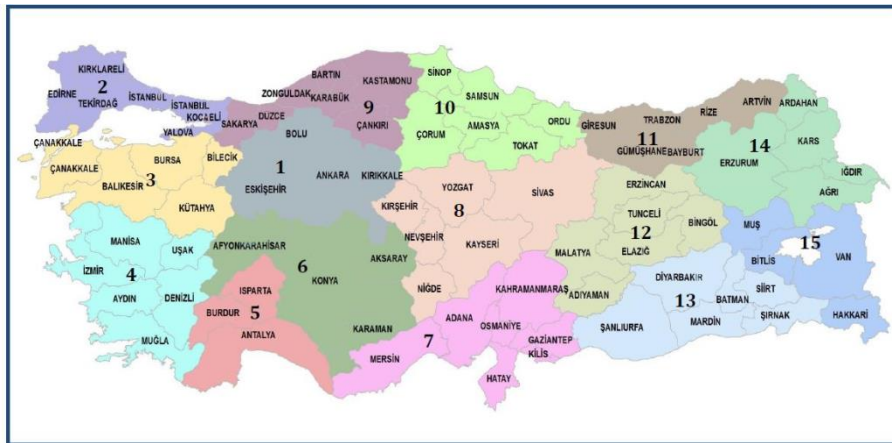 KIRKLARELİ
2
EDİRNE
TEKİRDAĞ
İSTANBUL
İSTANBUL
KOCAELİ
YALOVA
ÇANAKKALE
ÇANAKKALE
BURSA
BİLECİK
3
BALIKESİR
KÜTAHYA
ZONGULDAK
BARTIN
KASTAMONU
KARABÜK
9
DÜZCE
SAKARYA
ÇANKIRI
BOLU
1
ANKARA
KIRIKKALE
ESKİŞEHİR
SİNOP
SAMSUN
10
ÇORUM
AMASYA
ORDU
TOKAT
GİRESUN
TRABZON
RİZE
ARTVİN
11
GÜMÜŞHANE
BAYBURT
ARDAHAN
14
KARS
ERZURUM
IĞDIR
AĞRI
MANİSA
UŞAK
İZMİR
4
AYDIN
DENİZLİ
MUĞLA
AFYONKARAHİSAR
6
KONYA
AKSARAY
KARAMAN
ISPARTA
BURDUR
5
ANTALYA
YOZGAT
SİVAS
KIRŞEHİR
8
NEVŞEHİR
KAYSERİ
NİĞDE
KAHRAMANMARAŞ
ADANA
7
OSMANİYE
MERSİN
GAZİANTEP
KİLİS
HATAY
ERZİNCAN
TUNCELİ
12
BİNGÖL
MALATYA
ELAZIĞ
ADIYAMAN
MUŞ
15
BİTLİS
VAN
HAKKARİ
DİYARBAKIR
13
BATMAN
SİİRT
ŞANLIURFA
MARDİN
ŞIRNAK